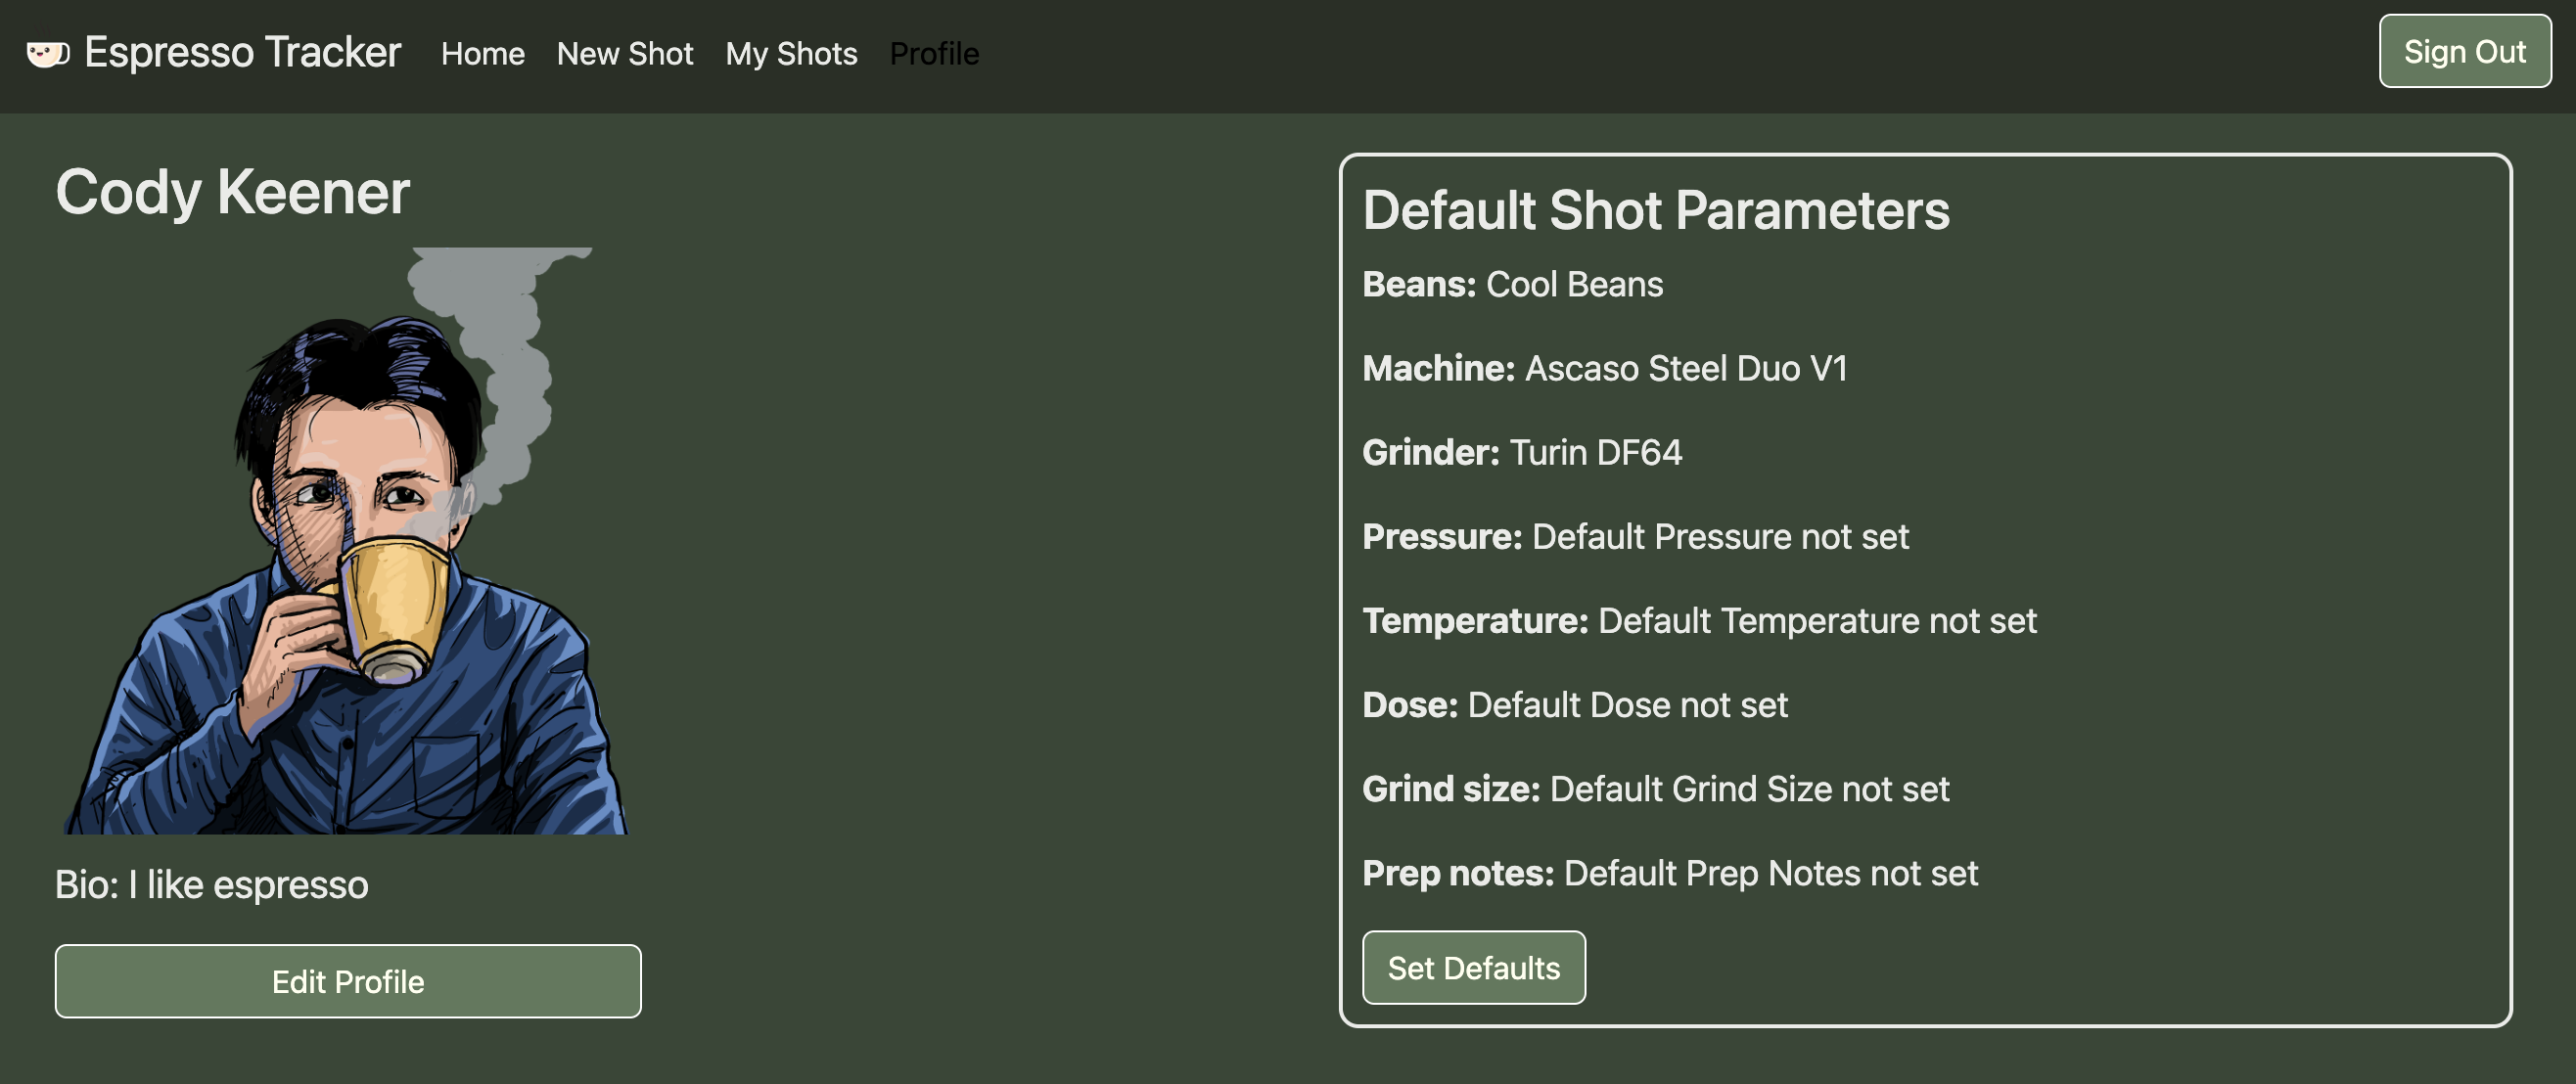 Espresso Tracker Home New Shot My Shots Profile Sign Out
Cody Keener
Bio: I like espresso
Edit Profile
Default Shot Parameters
Beans: Cool Beans
Machine: Ascaso Steel Duo V1
Grinder: Turin DF64
Pressure: Default Pressure not set
Temperature: Default Temperature not set
Dose: Default Dose not set
Grind size: Default Grind Size not set
Prep notes: Default Prep Notes not set
Set Defaults